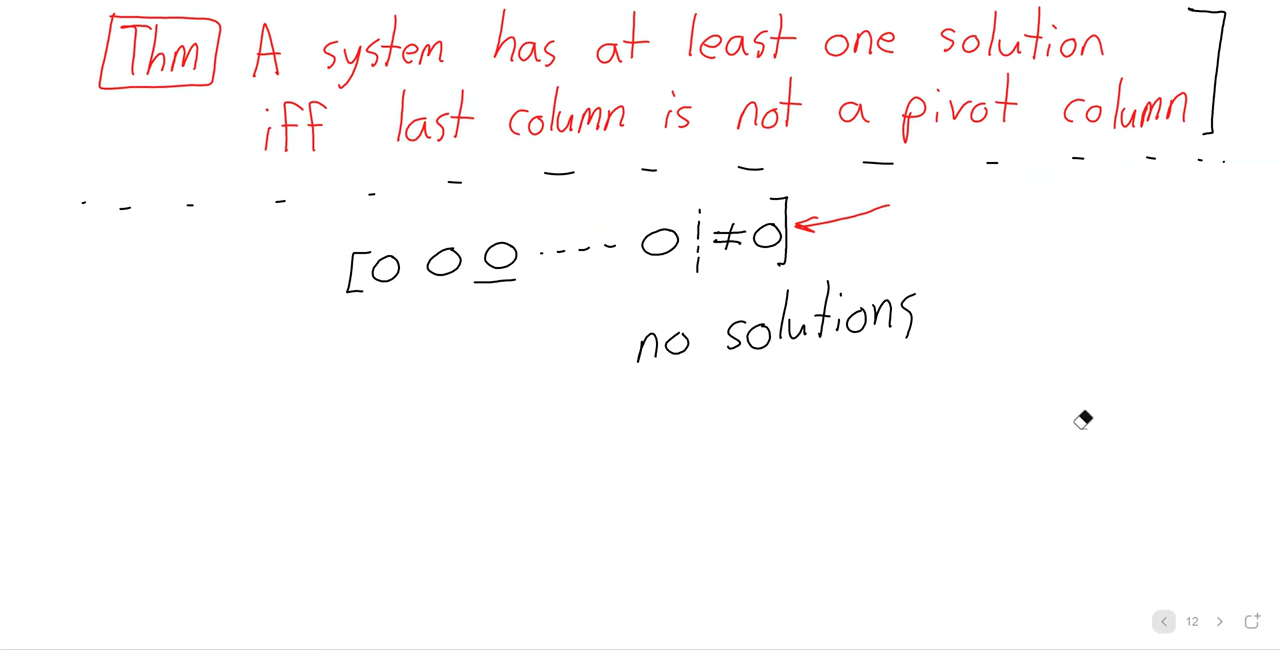 Thm A system has at least one solution
iff last column is not a pivot column]
[0 0 0 ---- 0 ¦ ≠0]
no solutions
12